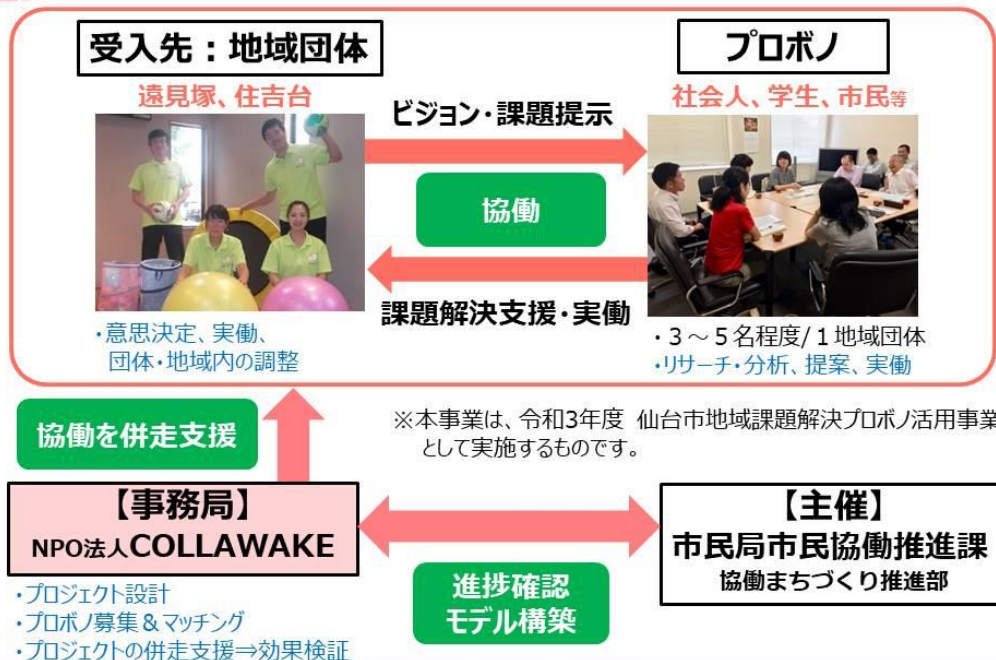 受入先：地域団体
遠見塚、住吉台
プロボノ
社会人、学生、市民等
ビジョン・課題提示
協働
課題解決支援・実働
・意思決定、実働、
団体・地域内の調整
・３～５名程度/１地域団体
・リサーチ・分析、提案、実働
協働を併走支援
※本事業は、令和3年度 仙台市地域課題解決プロボノ活用事業
として実施するものです。
【事務局】
NPO法人COLLAWAKE
・プロジェクト設計
・プロボノ募集＆マッチング
・プロジェクトの併走支援⇒効果検証
進捗確認
モデル構築
【主催】
市民局市民協働推進課
協働まちづくり推進部